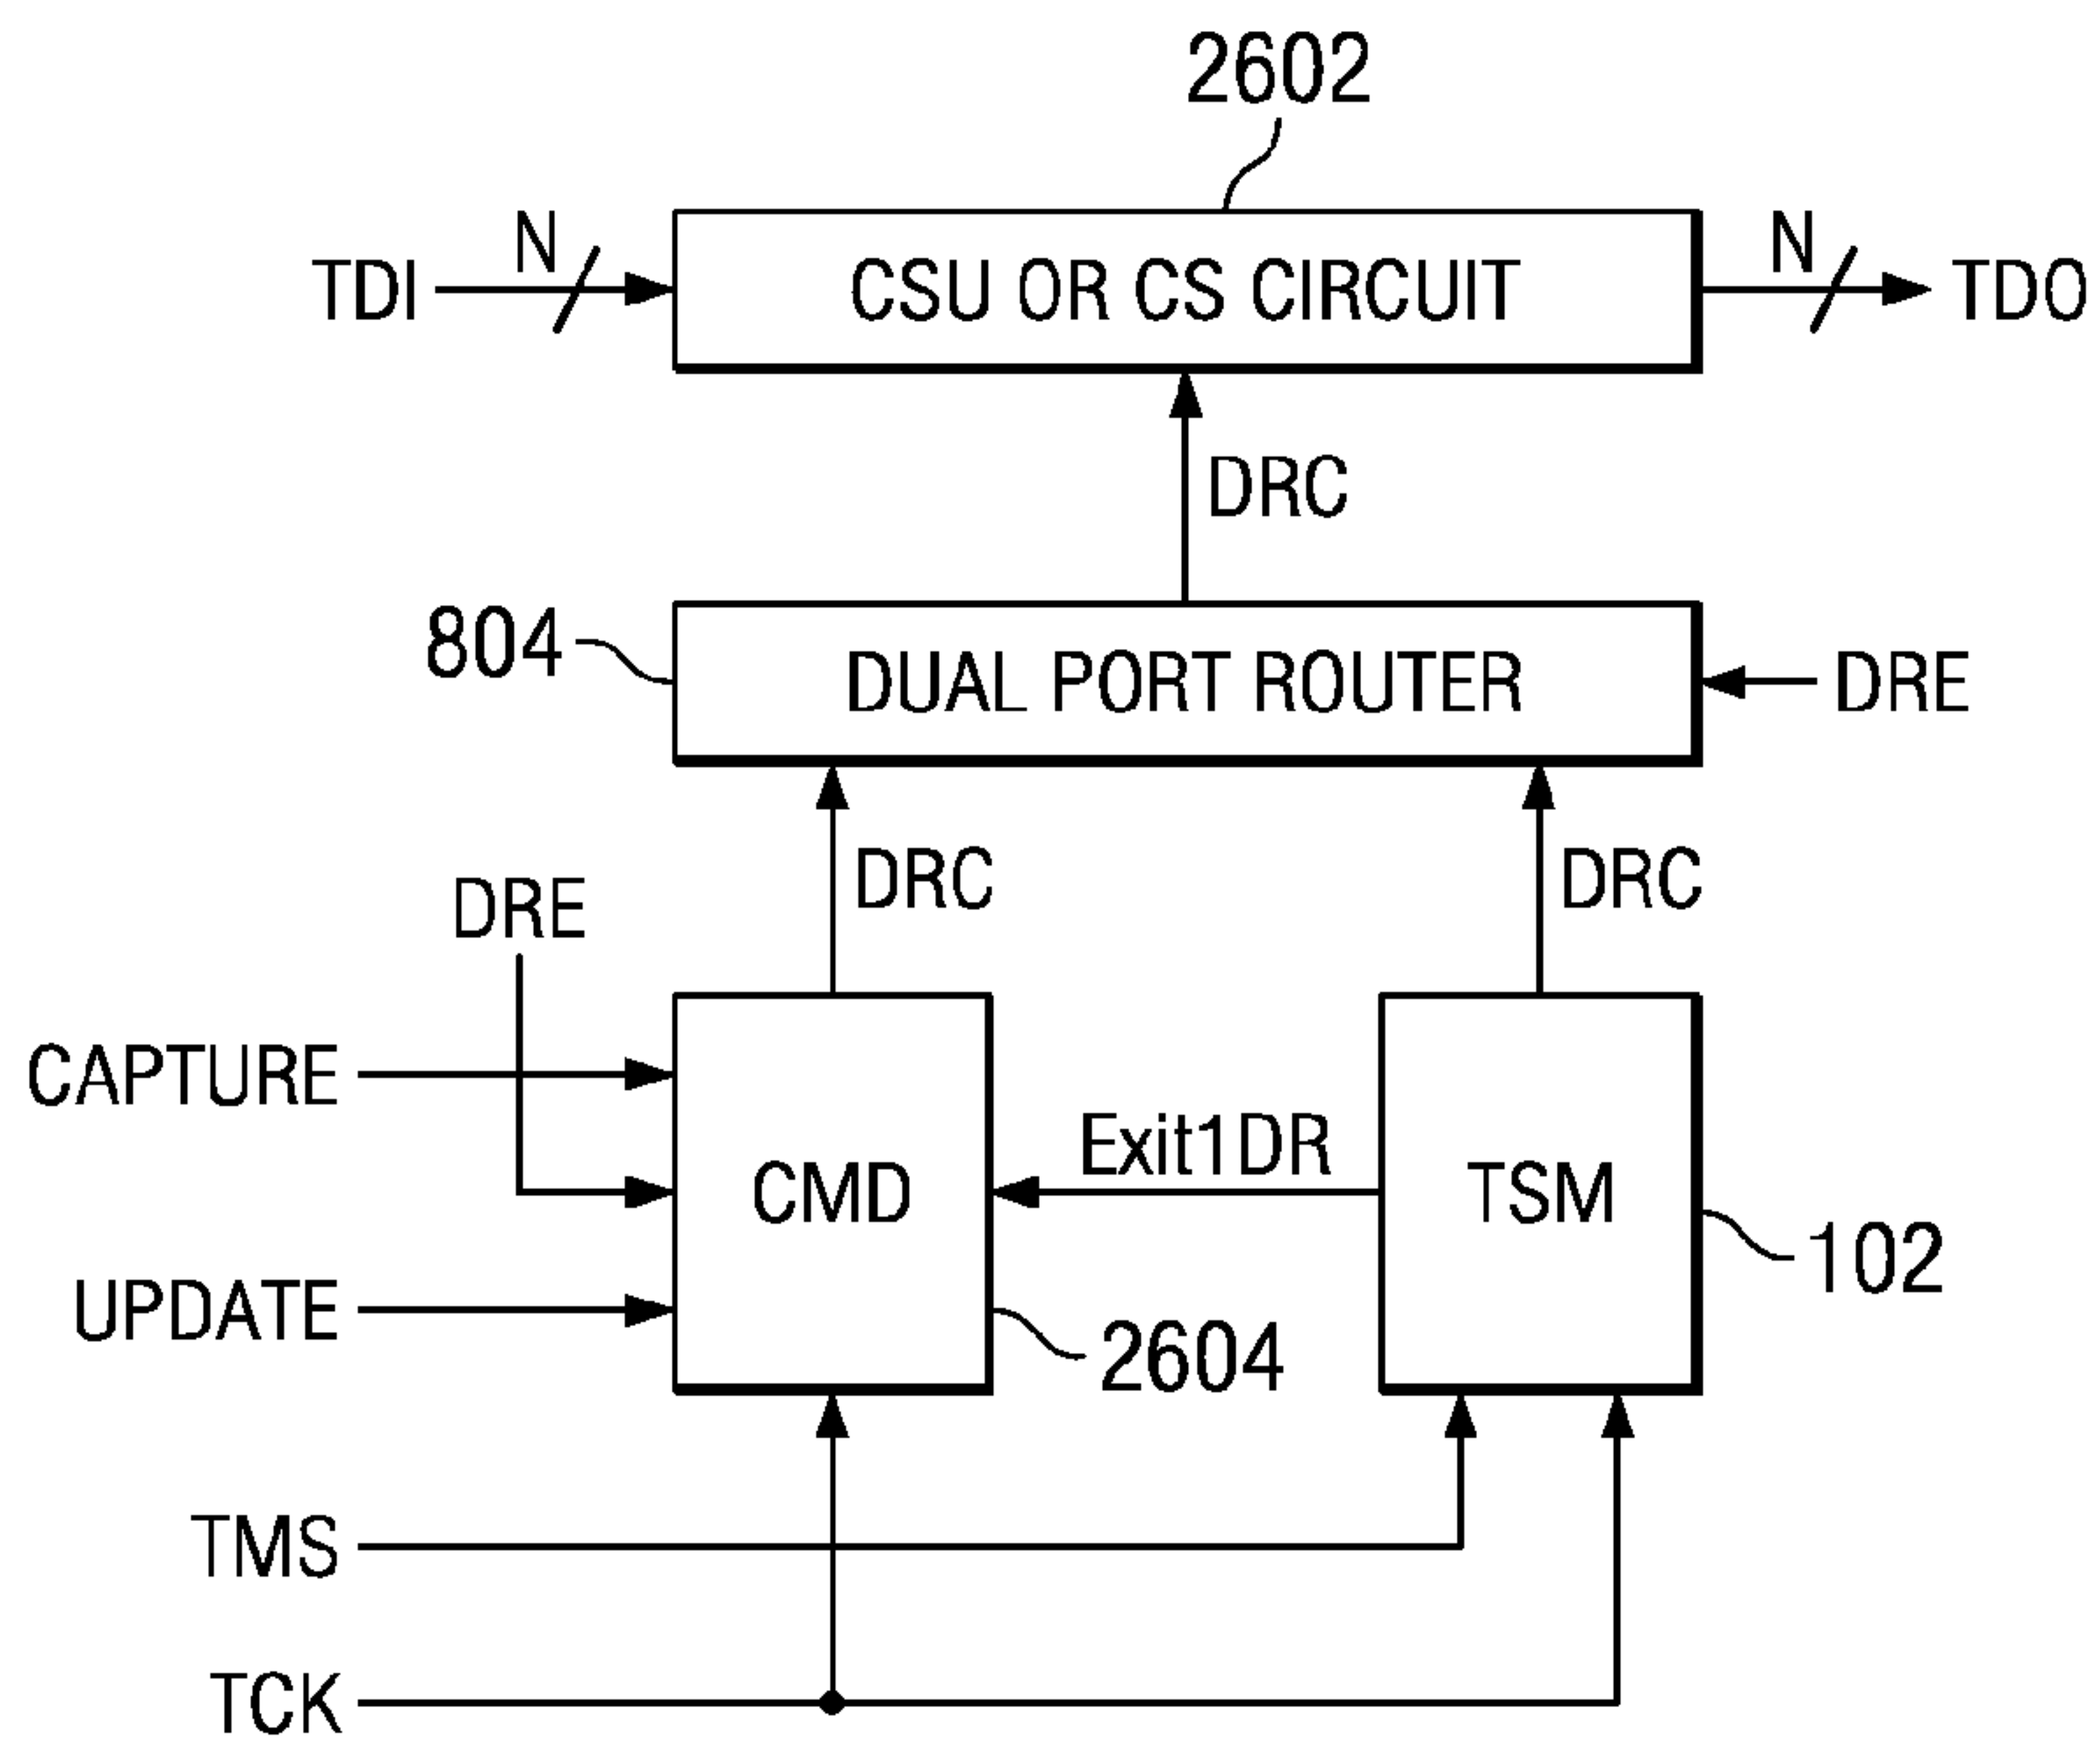 2602
N
N
TDI
CSU OR CS CIRCUIT
TDO
DRC
804
DUAL PORT ROUTER
DRE
DRC
DRC
DRE
CAPTURE
Exit1DR
CMD
TSM
102
UPDATE
2604
TMS
TCK